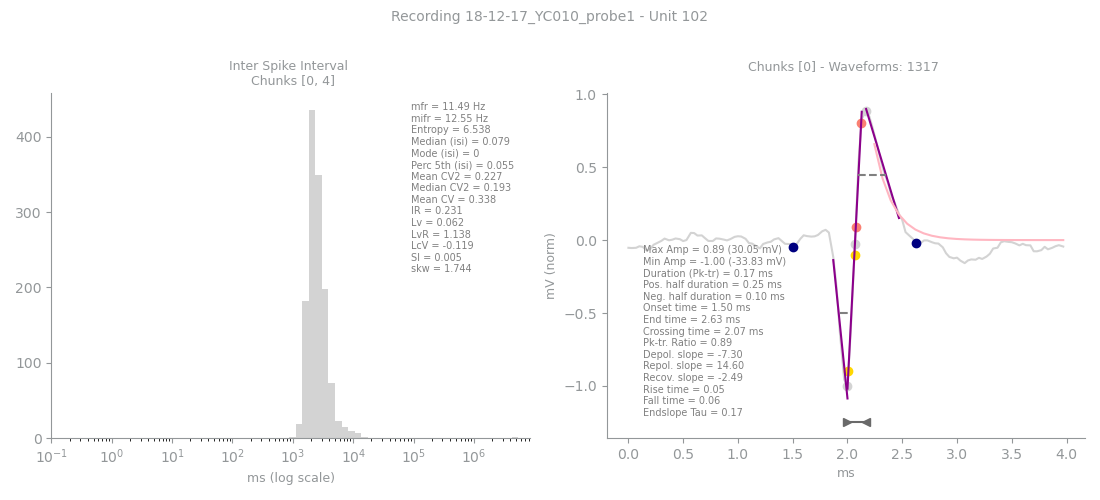 Recording 18-12-17_YC010_probe1 - Unit 102
Inter Spike Interval
Chunks [0, 4]
mfr = 11.49 Hz
mifr = 12.55 Hz
Entropy = 6.538
Median (isi) = 0.079
Mode (isi) = 0
Perc 5th (isi) = 0.055
Mean CV2 = 0.227
Median CV2 = 0.193
Mean CV = 0.338
IR = 0.231
Lv = 0.062
LvR = 1.138
LcV = -0.119
SI = 0.005
skw = 1.744
400
300
200
100
0
10⁻¹ 10⁰ 10¹ 10² 10³ 10⁴ 10⁵ 10⁶
ms (log scale)
Chunks [0] - Waveforms: 1317
mV (norm)
1.0
0.5
0.0
−0.5
−1.0
Max Amp = 0.89 (30.05 mV)
Min Amp = -1.00 (-33.83 mV)
Duration (Pk-tr) = 0.17 ms
Pos. half duration = 0.25 ms
Neg. half duration = 0.10 ms
Onset time = 1.50 ms
End time = 2.63 ms
Crossing time = 2.07 ms
Pk-tr. Ratio = 0.89
Depol. slope = -7.30
Repol. slope = 14.60
Recov. slope = -2.49
Rise time = 0.05
Fall time = 0.06
Endslope Tau = 0.17
0.0 0.5 1.0 1.5 2.0 2.5 3.0 3.5 4.0
ms